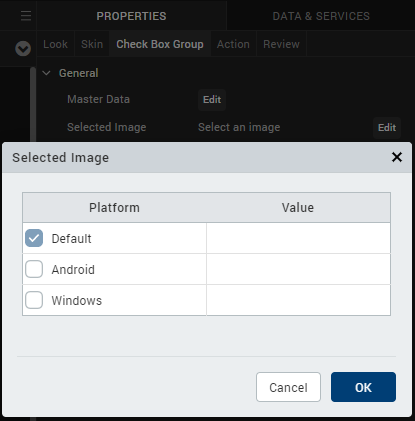 PROPERTIES DATA & SERVICES
Look Skin Check Box Group Action Review
General
Master Data Edit
Selected Image Select an image Edit
Selected Image
Platform Value
Default
Android
Windows
Cancel OK